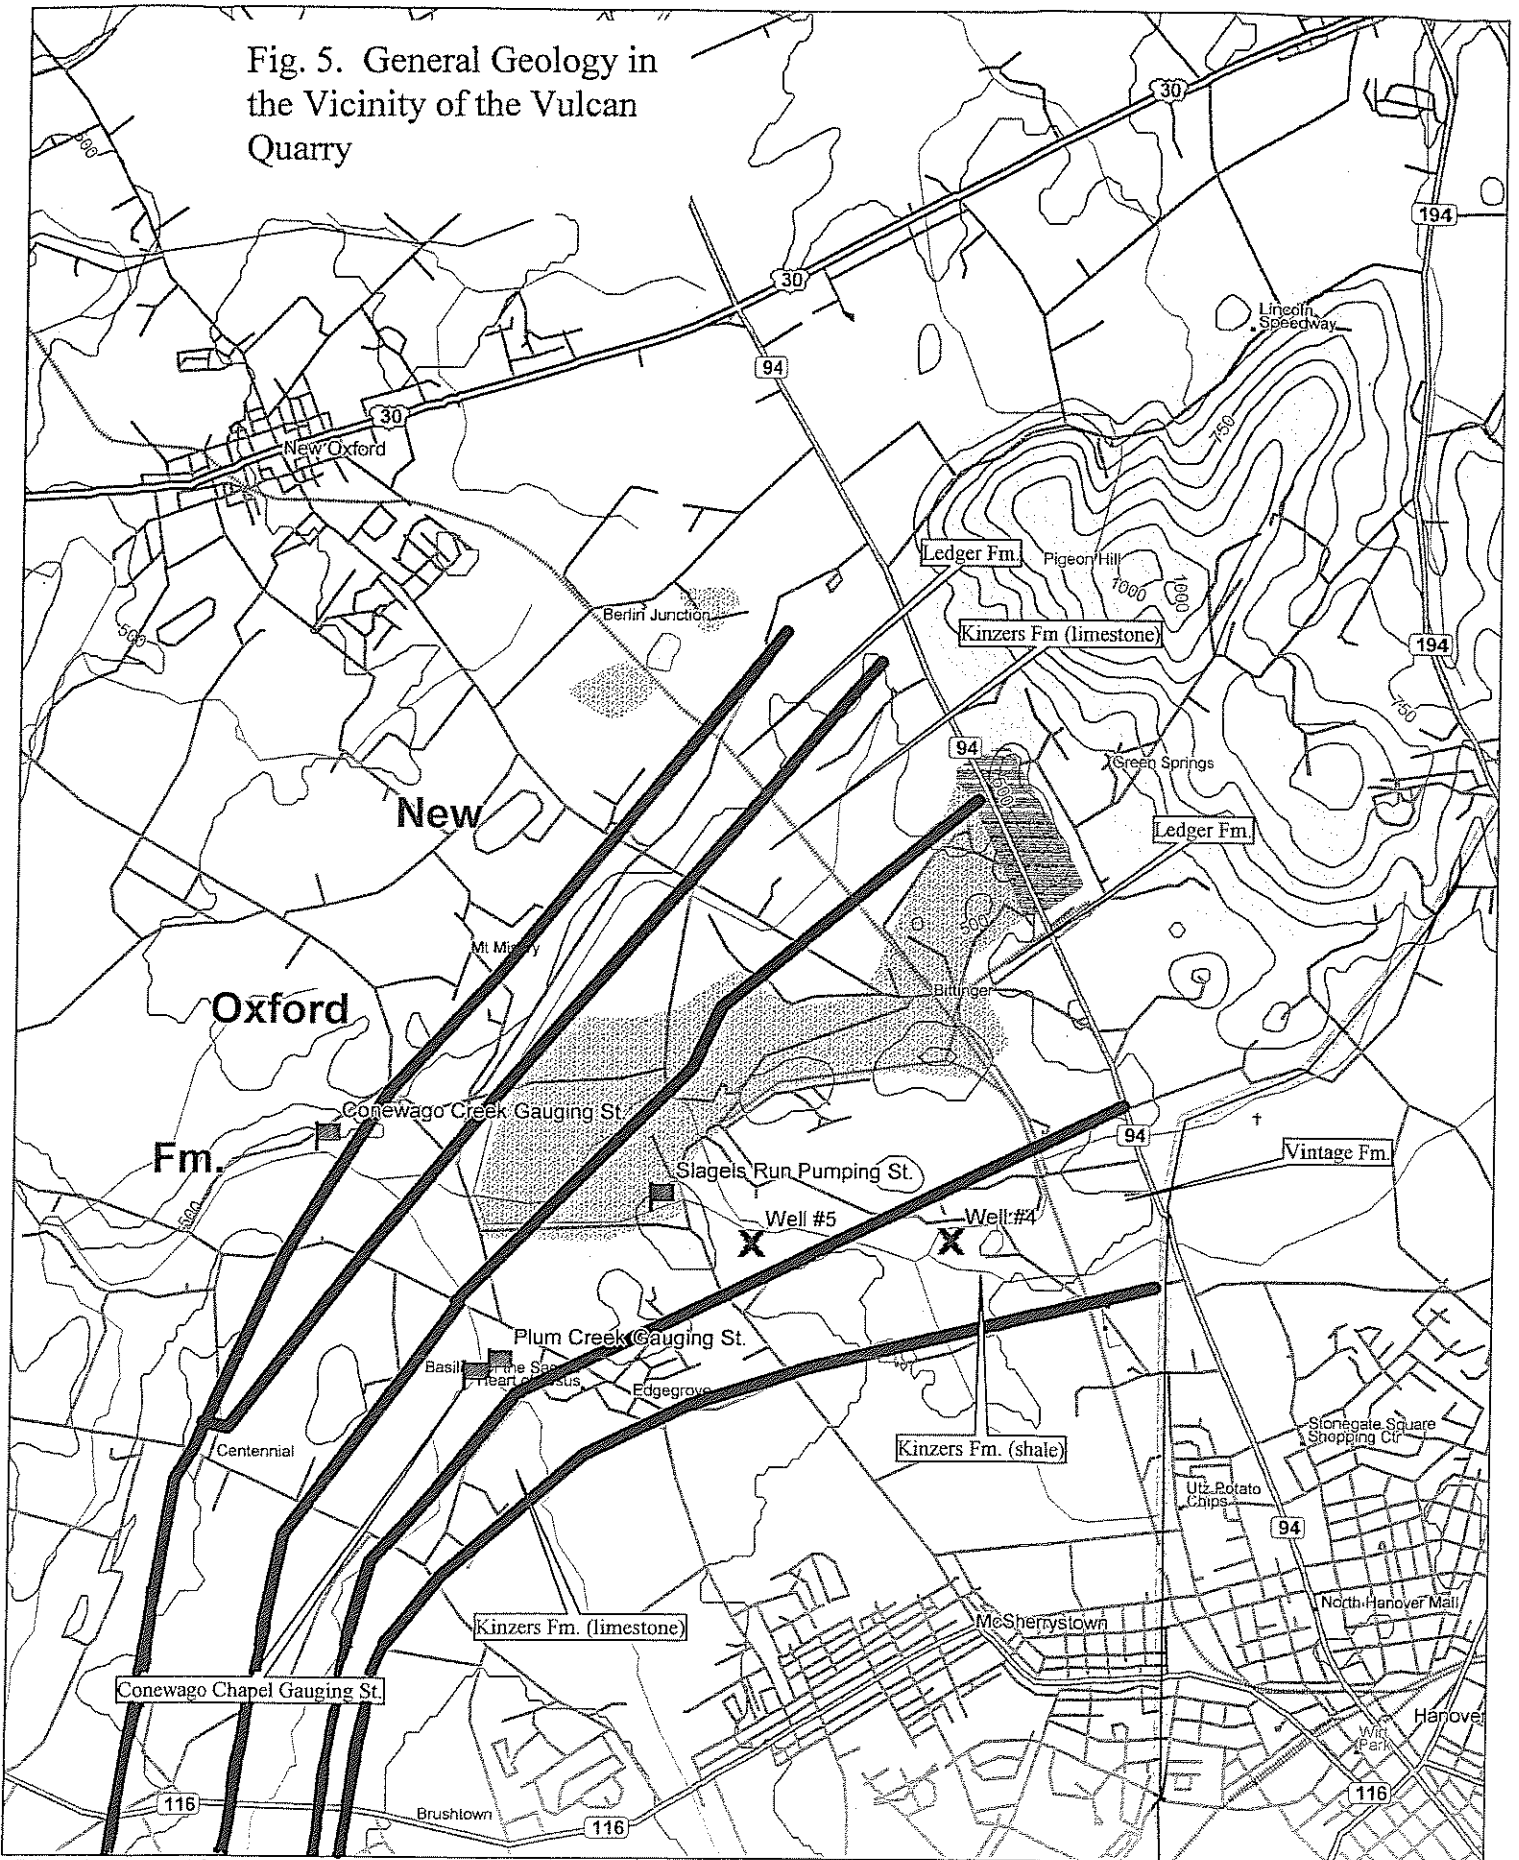 Fig. 5. General Geology in
the Vicinity of the Vulcan
Quarry
30
500
194
30
Lincoln
Speedway
94
30
750
New Oxford
Ledger Fm.
Pigeon Hill
1000
1000
Berlin Junction
500
Kinzers Fm (limestone)
194
750
94
Green Springs
500
New
Ledger Fm.
500
Mt Misery
Bittinger
Oxford
Conewago Creek Gauging St.
94
Fm.
Vintage Fm.
Slagels Run Pumping St.
500
Well #5
Well #4
Plum Creek Gauging St.
Heart of
Edgegrove
Centennial
Kinzers Fm. (shale)
Stonegate Square
Shopping Ctr
Utz Potato
Chips
94
Kinzers Fm. (limestone)
McSherrystown
North Hanover Mall
Conewago Chapel Gauging St.
Hanover
Wirt
Park
116
Brushtown
116
116